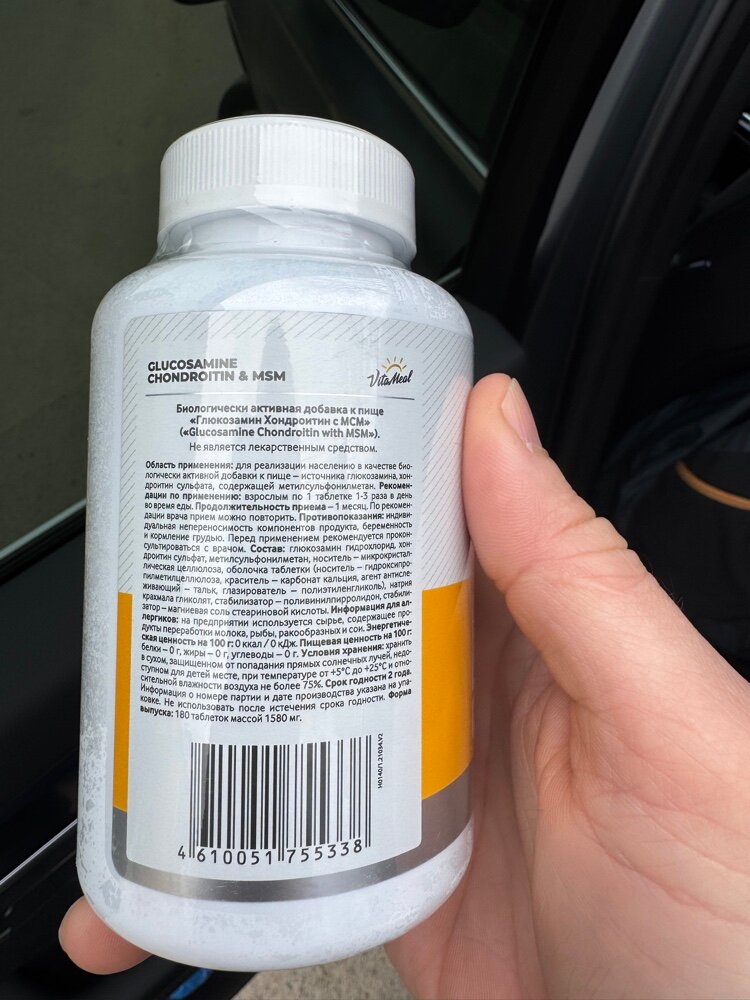 GLUCOSAMINE
CHONDROITIN & MSM
VitaMeal
Биологически активная добавка к пище
«Глюкозамин Хондроитин с МСМ»
(«Glucosamine Chondroitin with MSM»).
Не является лекарственным средством.
Область применения: для реализации населению в качестве био-
логически активной добавки к пище – источника глюкозамина, хон-
дроитин сульфата, содержащей метилсульфонилметан. Рекомен-
дации по применению: взрослым по 1 таблетке 1-3 раза в день
во время еды. Продолжительность приема – 1 месяц. По рекомен-
дации врача прием можно повторить. Противопоказания: индиви-
дуальная непереносимость компонентов продукта, беременность
и кормление грудью. Перед применением рекомендуется прокон-
сультироваться с врачом. Состав: глюкозамин гидрохлорид, хон-
дроитин сульфат, метилсульфонилметан, носитель – микрокристал-
лическая целлюлоза, оболочка таблетки (носитель – гидроксипро-
пилметилцеллюлоза, краситель – карбонат кальция, агент антисле-
живающий – тальк, глазирователь – полиэтиленгликоль), натрия
крахмала гликолят, стабилизатор – поливинилпирролидон, стабили-
затор – магниевая соль стеариновой кислоты. Информация для ал-
лергиков: на предприятии используется сырье, содержащее про-
дукты переработки молока, рыбы, ракообразных и сои. Энергетиче-
ская ценность на 100 г: 0 ккал / 0 кДж. Пищевая ценность на 100 г:
белки – 0 г, жиры – 0 г, углеводы – 0 г. Условия хранения: хранить
в сухом, защищенном от попадания прямых солнечных лучей, недо-
ступном для детей месте, при температуре от +5°С до +25°С и отно-
сительной влажности воздуха не более 75%. Срок годности 2 года.
Информация о номере партии и дате производства указана на упа-
ковке. Не использовать после истечения срока годности. Форма
выпуска: 180 таблеток массой 1580 мг.
H0140/1.21034.V2
4 610051 755338